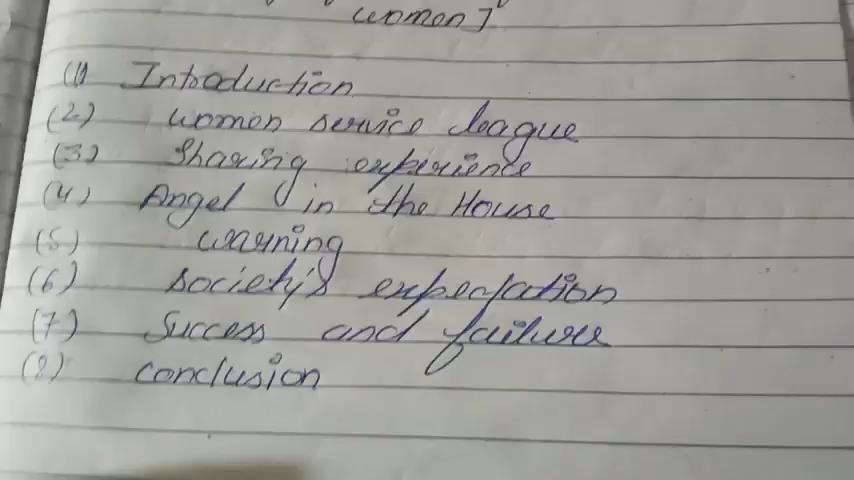 women]
(1) Introduction
(2) women service league
(3) Sharing experience
(4) Angel in the House
(5) warning
(6) society's expectation
(7) Success and failure
(8) conclusion